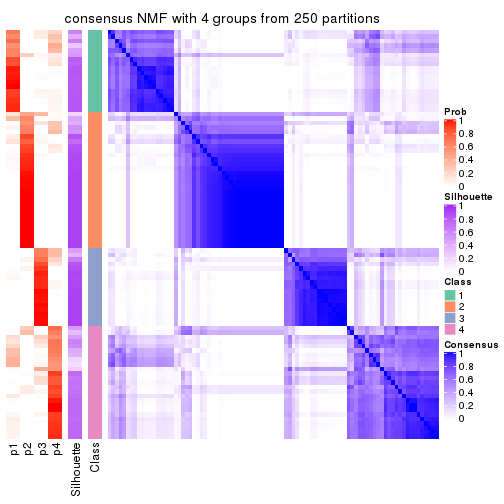 consensus NMF with 4 groups from 250 partitions
Prob
1
0.8
0.6
0.4
0.2
0
Silhouette
1
0.8
0.6
0.4
0.2
0
Class
1
2
3
4
Consensus
1
0.8
0.6
0.4
0.2
0
p1
p2
p3
p4
Silhouette
Class